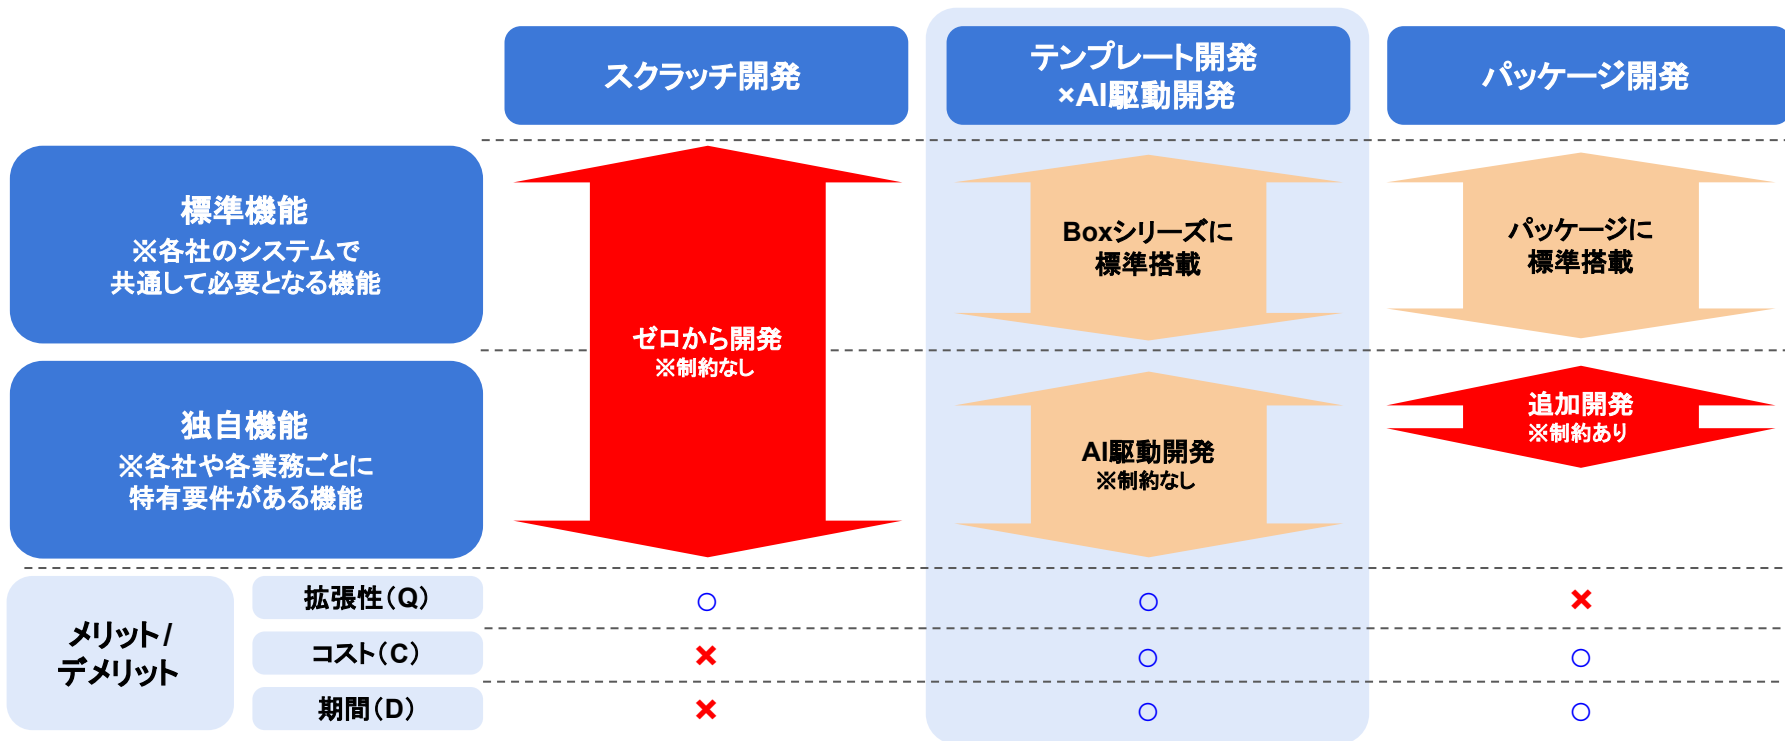 スクラッチ開発
テンプレート開発
×AI駆動開発
パッケージ開発
標準機能
※各社のシステムで
共通して必要となる機能
ゼロから開発
※制約なし
Boxシリーズに
標準搭載
パッケージに
標準搭載
独自機能
※各社や各業務ごとに
特有要件がある機能
AI駆動開発
※制約なし
追加開発
※制約あり
メリット/
デメリット
拡張性（Q）
○ ○ ×
コスト（C）
× ○ ○
期間（D）
× ○ ○